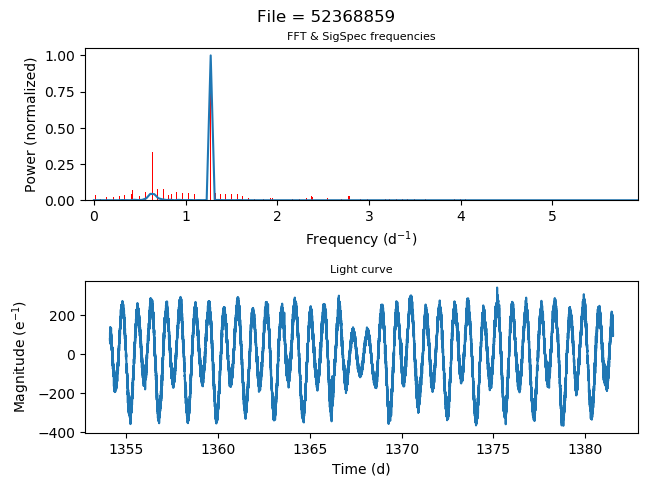 File = 52368859
FFT & SigSpec frequencies
Power (normalized)
1.00
0.75
0.50
0.25
0.00
0 1 2 3 4 5
Frequency (d⁻¹)
Light curve
Magnitude (e⁻¹)
200
0
−200
−400
1355 1360 1365 1370 1375 1380
Time (d)